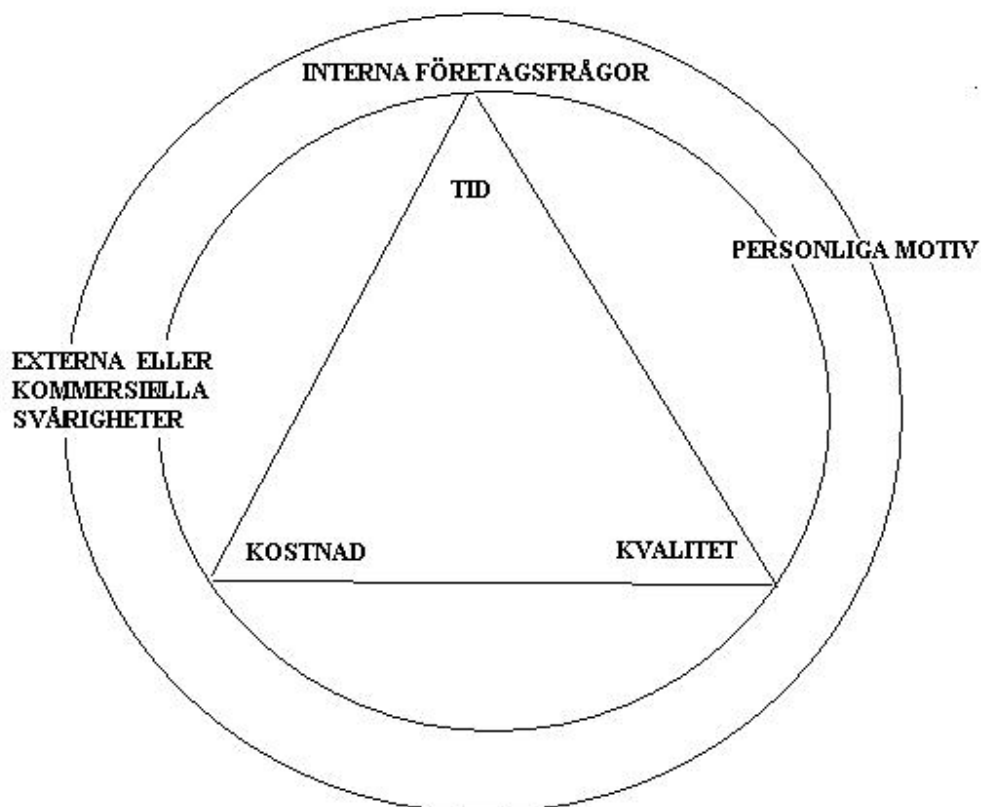 INTERNA FÖRETAGSFRÅGOR
TID
PERSONLIGA MOTIV
EXTERNA ELLER
KOMMERSIELLA
SVÅRIGHETER
KOSTNAD
KVALITET